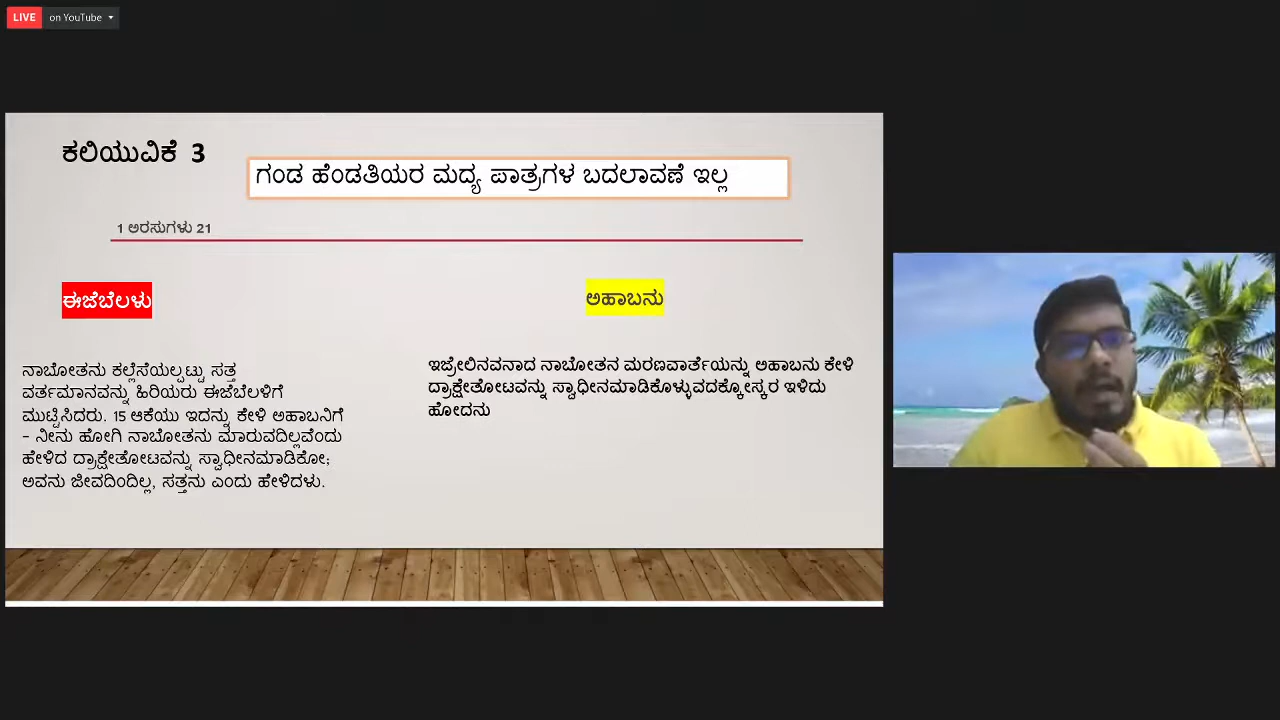 LIVE on YouTube
ಕಲಿಯುವಿಕೆ 3
ಗಂಡ ಹೆಂಡತಿಯರ ಮದ್ಯ ಪಾತ್ರಗಳ ಬದಲಾವಣೆ ಇಲ್ಲ
1 ಅರಸುಗಳು 21
ಈಜೆಬೆಲಳು
ನಾಬೋತನು ಕಲ್ಲೆಸೆಯಲ್ಪಟ್ಟು ಸತ್ತ
ವರ್ತಮಾನವನ್ನು ಹಿರಿಯರು ಈಜೆಬೆಲಳಿಗೆ
ಮುಟ್ಟಿಸಿದರು. 15 ಆಕೆಯು ಇದನ್ನು ಕೇಳಿ ಅಹಾಬನಿಗೆ
– ನೀನು ಹೋಗಿ ನಾಬೋತನು ಮಾರುವದಿಲ್ಲವೆಂದು
ಹೇಳಿದ ದ್ರಾಕ್ಷೇತೋಟವನ್ನು ಸ್ವಾಧೀನಮಾಡಿಕೋ;
ಅವನು ಜೀವದಿಂದಿಲ್ಲ, ಸತ್ತನು ಎಂದು ಹೇಳಿದಳು.
ಅಹಾಬನು
ಇಜ್ರೇಲಿನವನಾದ ನಾಬೋತನ ಮರಣವಾರ್ತೆಯನ್ನು ಅಹಾಬನು ಕೇಳಿ
ದ್ರಾಕ್ಷೇತೋಟವನ್ನು ಸ್ವಾಧೀನಮಾಡಿಕೊಳ್ಳುವದಕ್ಕೋಸ್ಕರ ಇಳಿದು
ಹೋದನು